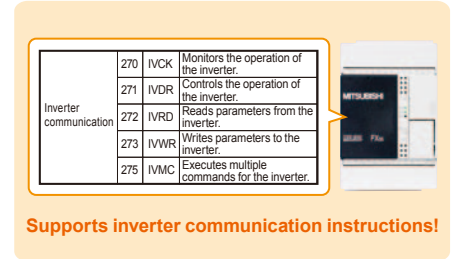 Inverter
communication
270 IVCK Monitors the operation of
the inverter.
271 IVDR Controls the operation of
the inverter.
272 IVRD Reads parameters from the
inverter.
273 IVWR Writes parameters to the
inverter.
275 IVMC Executes multiple
commands for the inverter.
MITSUBISHI
Supports inverter communication instructions!